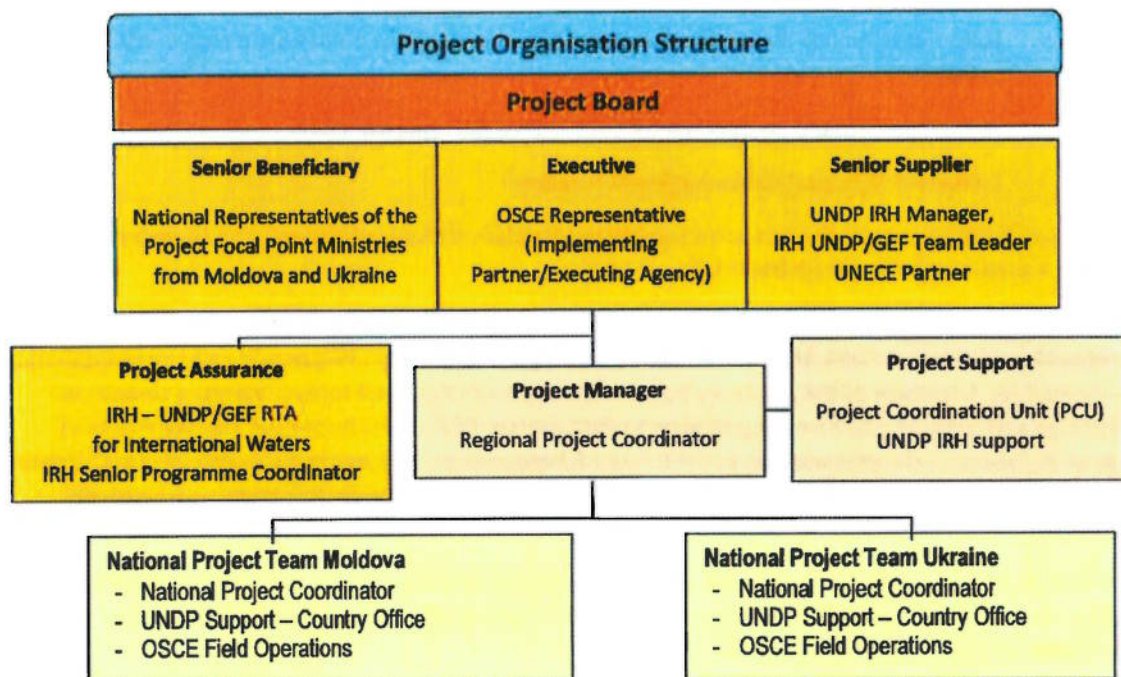 Project Organisation Structure
Project Board
Senior Beneficiary
National Representatives of the
Project Focal Point Ministries
from Moldova and Ukraine
Executive
OSCE Representative
(Implementing
Partner/Executing Agency)
Senior Supplier
UNDP IRH Manager,
IRH UNDP/GEF Team Leader
UNECE Partner
Project Assurance
IRH – UNDP/GEF RTA
for International Waters
IRH Senior Programme Coordinator
Project Manager
Regional Project Coordinator
Project Support
Project Coordination Unit (PCU)
UNDP IRH support
National Project Team Moldova
- National Project Coordinator
- UNDP Support – Country Office
- OSCE Field Operations
National Project Team Ukraine
- National Project Coordinator
- UNDP Support – Country Office
- OSCE Field Operations